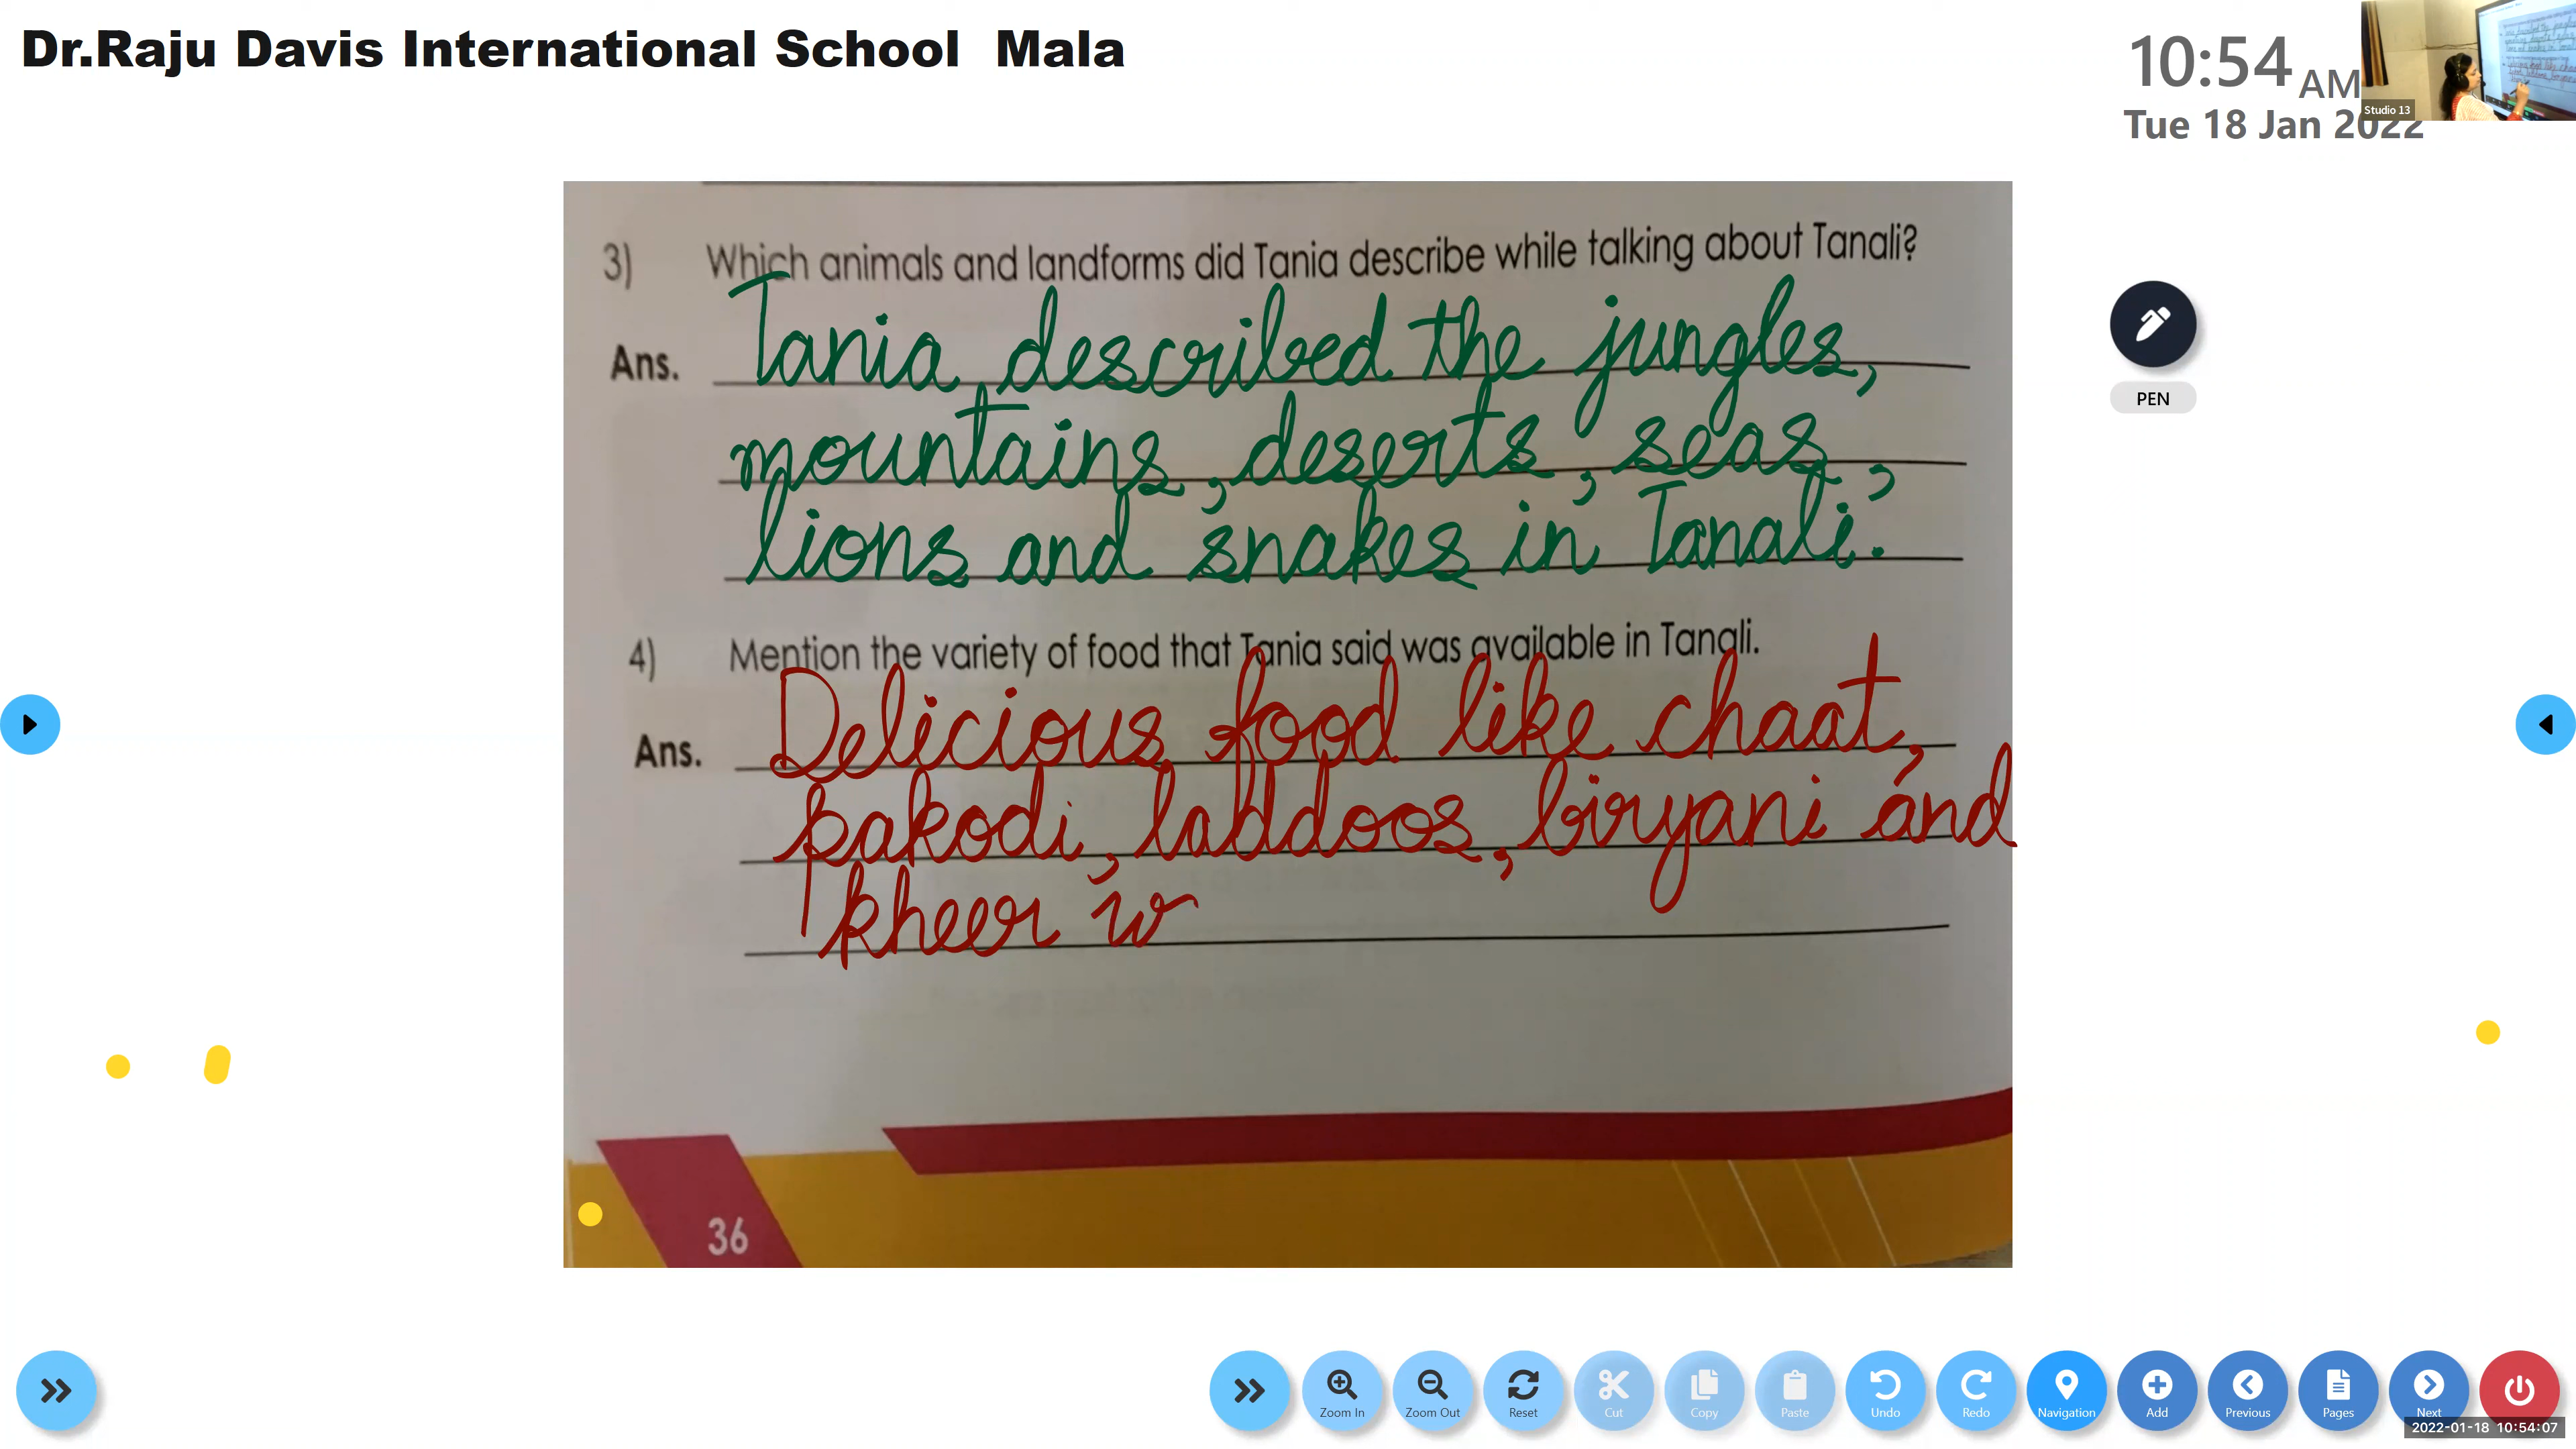 Dr.Raju Davis International School Mala
10:54 AM
Studio 13
Tue 18 Jan 2022
3) Which animals and landforms did Tania describe while talking about Tanali?
Ans. Tania described the jungles,
mountains, deserts, seas,
lions and snakes in Tanali.
4) Mention the variety of food that Tania said was available in Tanali.
Ans. Delicious food like chaat,
pakodi, labddoos, biryani and
kheer w
36
PEN
Zoom In Zoom Out Reset Cut Copy Paste Undo Redo Navigation Add Previous Pages Next
2022-01-18 10:54:07